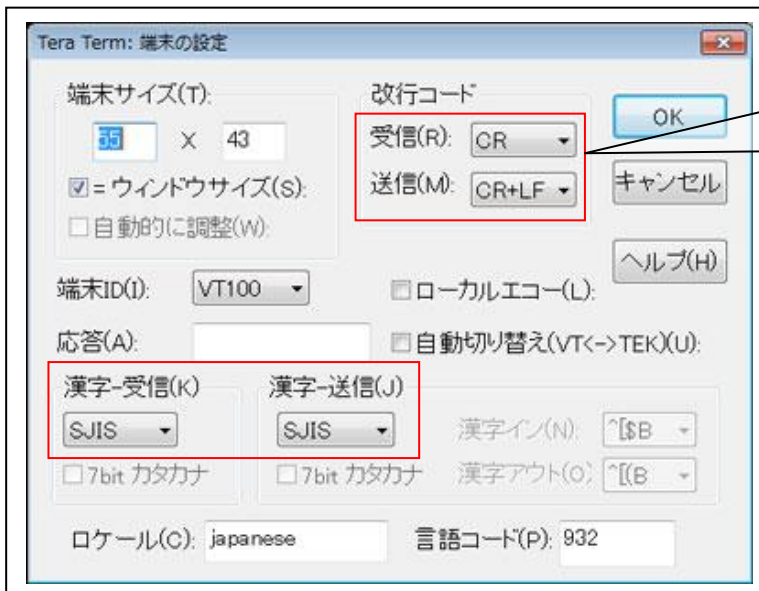 Tera Term: 端末の設定
端末サイズ(T):
55 X 43
☑= ウィンドウサイズ(S):
□自動的に調整(W):
改行コード
受信(R): CR
送信(M): CR+LF
OK
キャンセル
ヘルプ(H)
端末ID(I): VT100
□ローカルエコー(L):
応答(A):
□自動切り替え(VT<->TEK)(U):
漢字-受信(K)
SJIS
□7bit カタカナ
漢字-送信(J)
SJIS
□7bit カタカナ
漢字イン(N): ^[$B
漢字アウト(O) ^[(B
ロケール(C): japanese
言語コード(P): 932